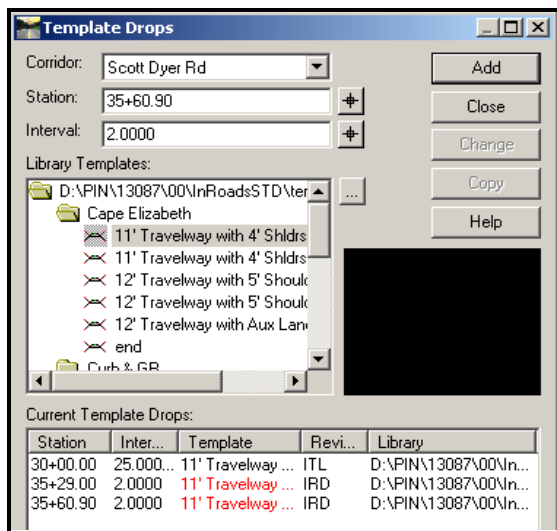 Template Drops
Corridor: Scott Dyer Rd Add
Station: 35+60.90 Close
Interval: 2.0000 Change
Library Templates: Copy
D:\PIN\13087\00\InRoadsSTD\ter ... Help
Cape Elizabeth
11' Travelway with 4' Shldrs
11' Travelway with 4' Shldrs
12' Travelway with 5' Should
12' Travelway with 5' Should
12' Travelway with Aux Lane
end
Curb & GR
Current Template Drops:
Station Inter... Template Revi... Library
30+00.00 25.000... 11' Travelway ... ITL D:\PIN\13087\00\In...
35+29.00 2.0000 11' Travelway ... IRD D:\PIN\13087\00\In...
35+60.90 2.0000 11' Travelway ... IRD D:\PIN\13087\00\In...